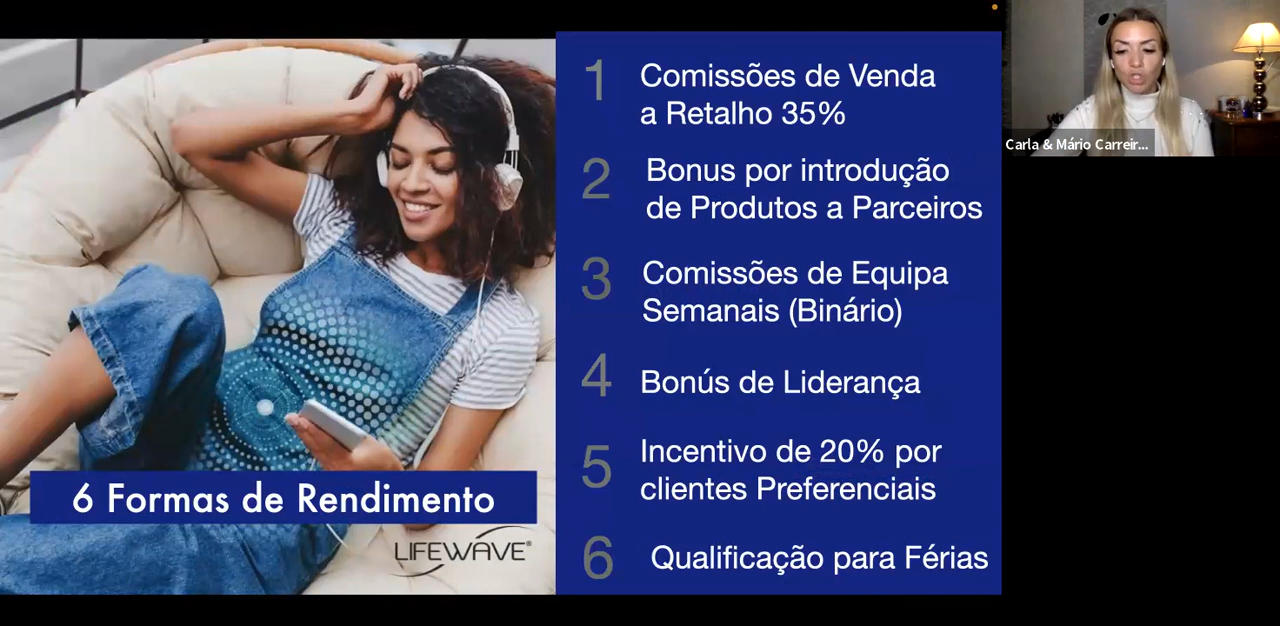 6 Formas de Rendimento
LIFEWAVE®
1 Comissões de Venda
a Retalho 35%
2 Bonus por introdução
de Produtos a Parceiros
3 Comissões de Equipa
Semanais (Binário)
4 Bonús de Liderança
5 Incentivo de 20% por
clientes Preferenciais
6 Qualificação para Férias
Carla & Mário Carreir...